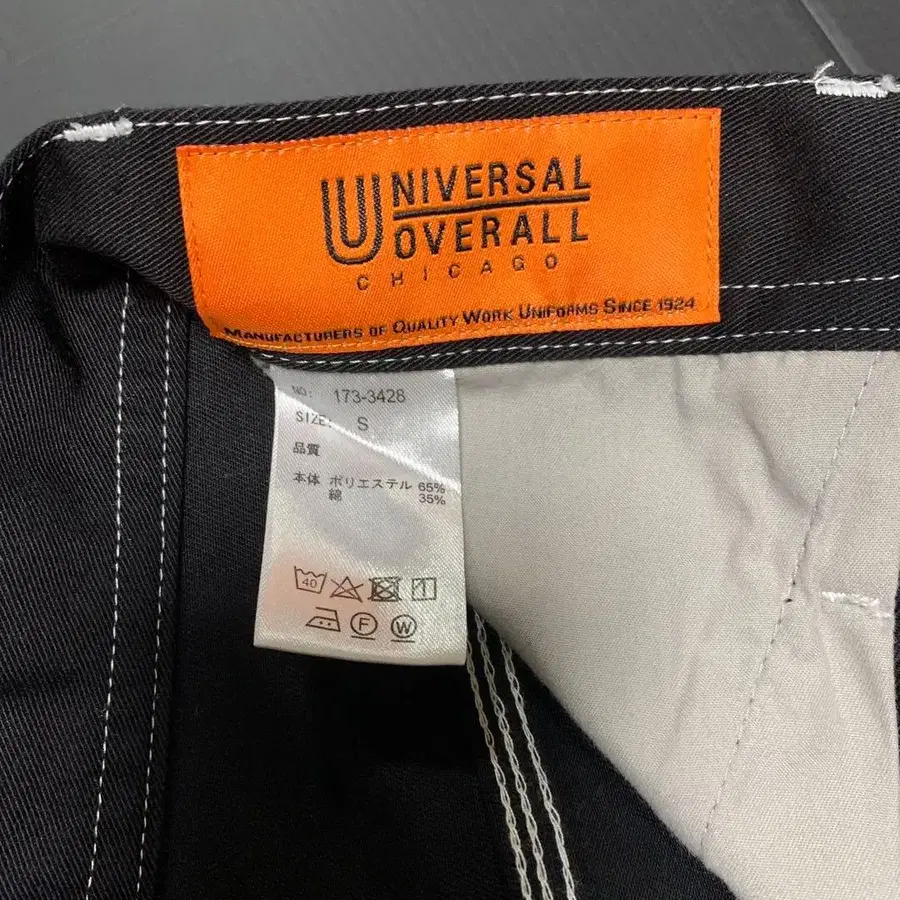 UNIVERSAL
OVERALL
CHICAGO
MANUFACTURERS OF QUALITY WORK UNIFORMS SINCE 1924
NO: 173-3428
SIZE: S
品質
本体 ポリエステル 65%
綿 35%
40
F W